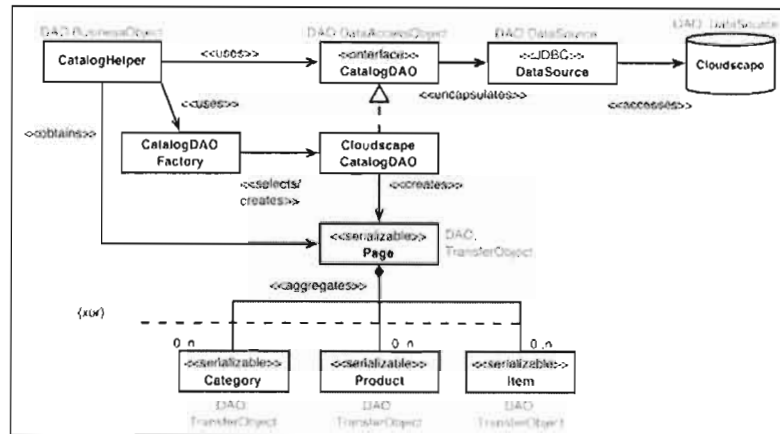 DAO.BusinessObject
DAO.DataAccessObject
DAO.DataSource
DAO.DataSource
CatalogHelper
<<uses>>
<<interface>>
CatalogDAO
<<JDBC>>
DataSource
Cloudscape
<<uses>>
<<uncapsulates>>
<<accesses>>
<<obtains>>
CatalogDAO
Factory
Cloudscape
CatalogDAO
<<selects/
creates>>
<<creates>>
<<serializable>>
Page
DAO.
TransferObject
<<aggregates>>
{xor}
0..n
0..n
0..n
<<serializable>>
Category
<<serializable>>
Product
<<serializable>>
Item
DAO.
TransferObject
DAO.
TransferObject
DAO.
TransferObject